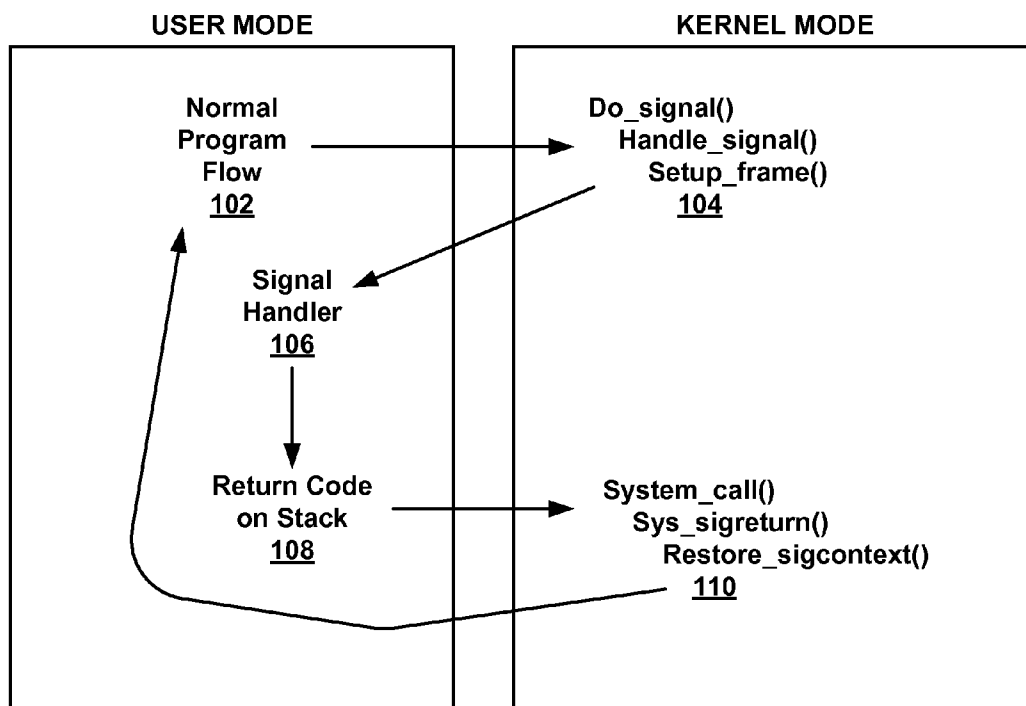 USER MODE
KERNEL MODE
Normal
Program
Flow
102
Do_signal()
Handle_signal()
Setup_frame()
104
Signal
Handler
106
Return Code
on Stack
108
System_call()
Sys_sigreturn()
Restore_sigcontext()
110